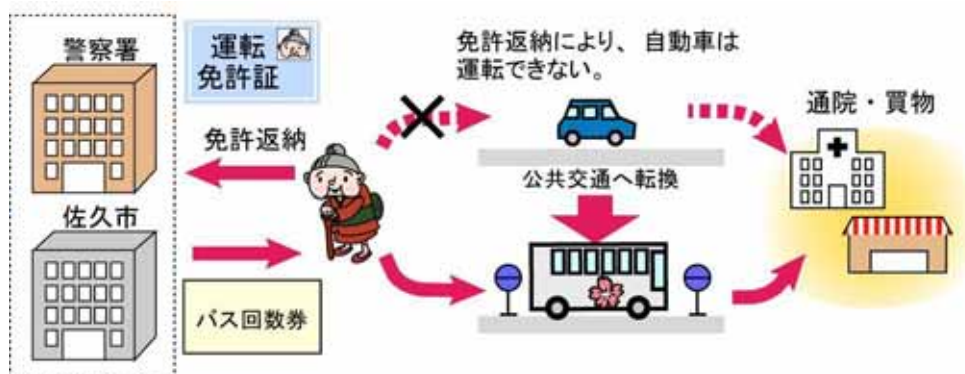 警察署
運転
免許証
免許返納により、自動車は
運転できない。
通院・買物
免許返納
公共交通へ転換
佐久市
バス回数券